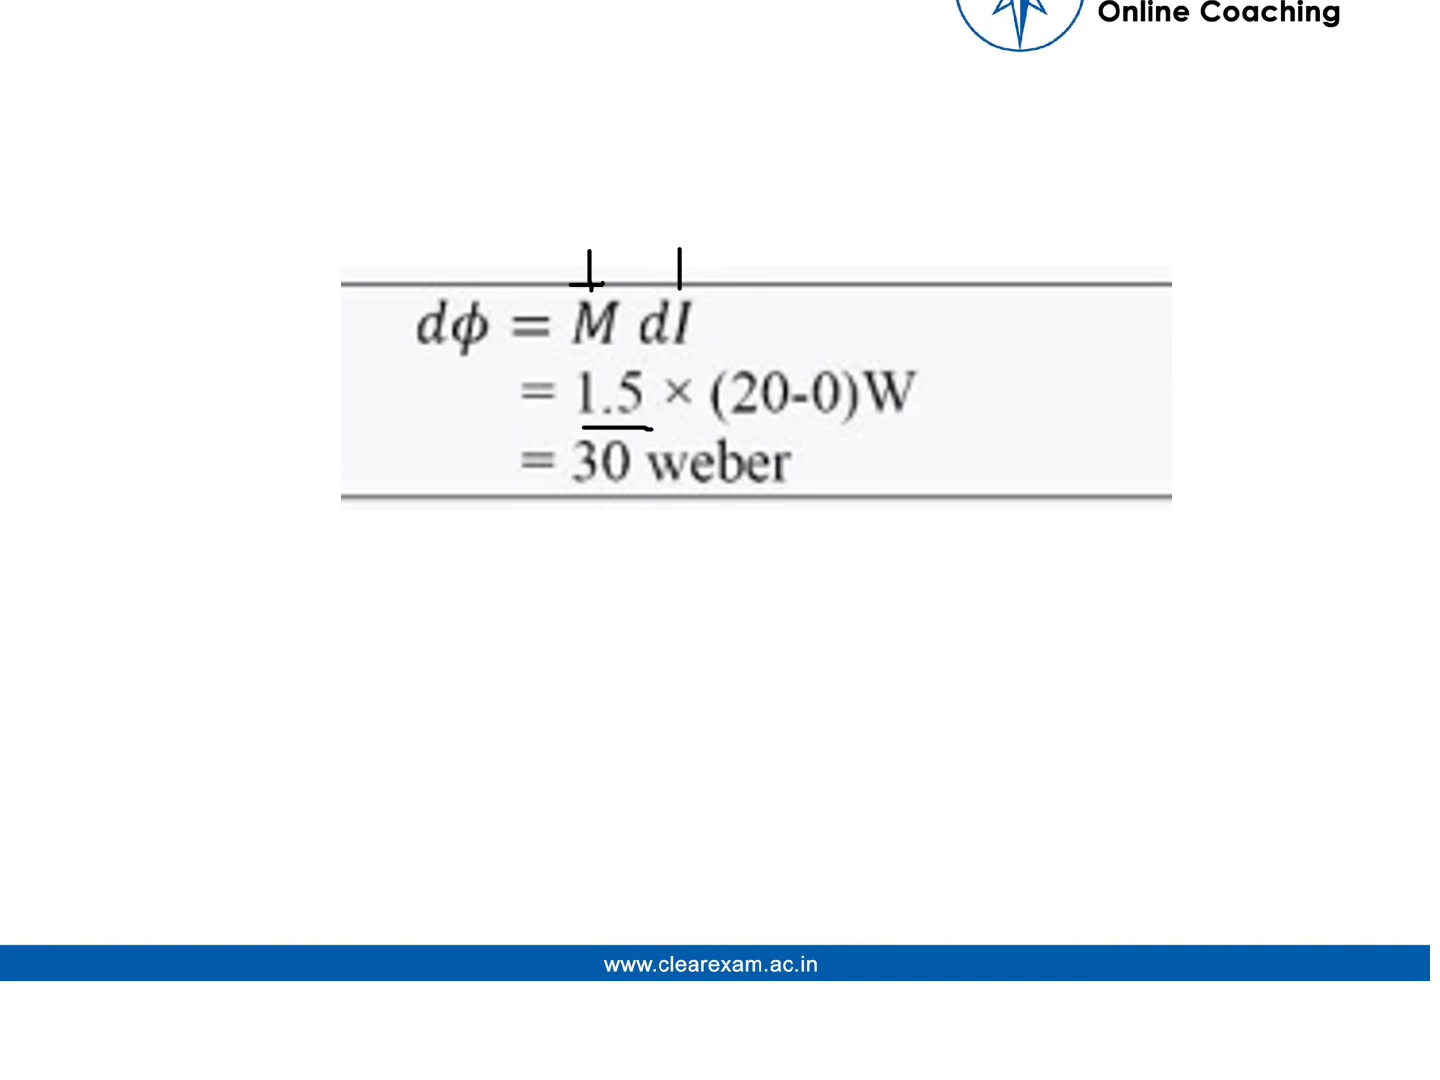 Online Coaching
dϕ = M dI
= 1.5 × (20-0)W
= 30 weber
www.clearexam.ac.in